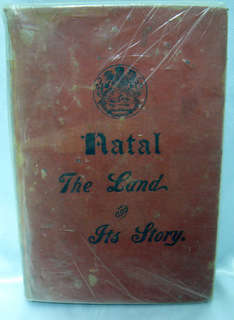 Natal
The Land
&
Its Story.